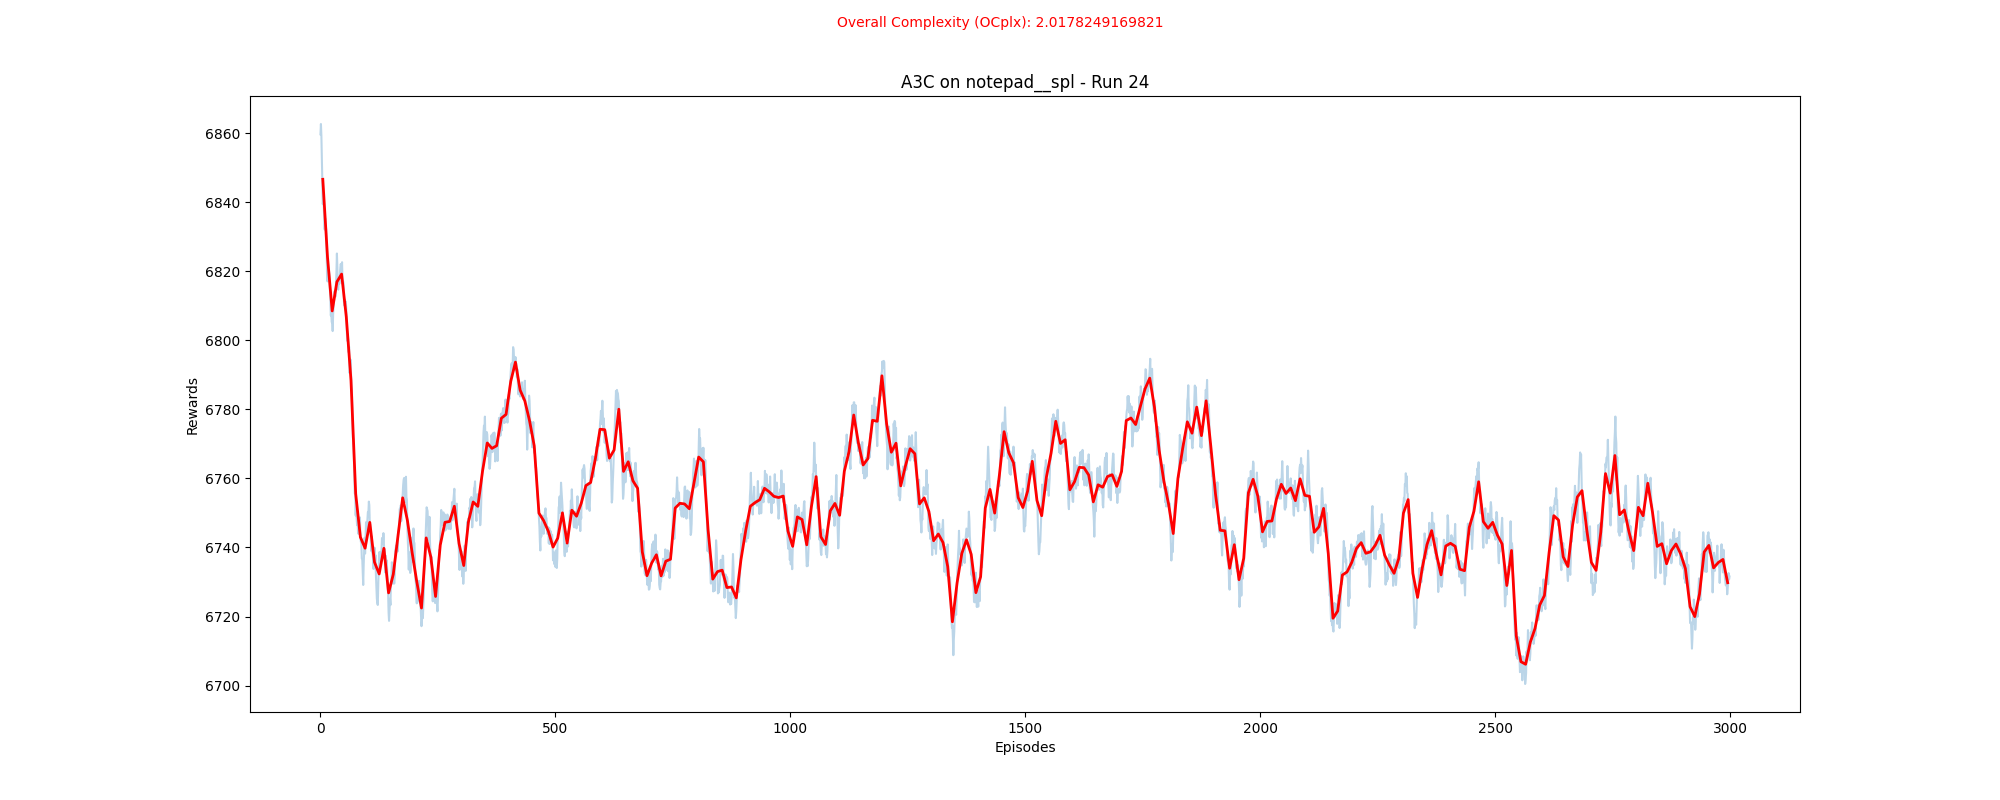 Overall Complexity (OCplx): 2.0178249169821
A3C on notepad__spl - Run 24
6860
6840
6820
6800
6780
6760
6740
6720
6700
Rewards
0 500 1000 1500 2000 2500 3000
Episodes